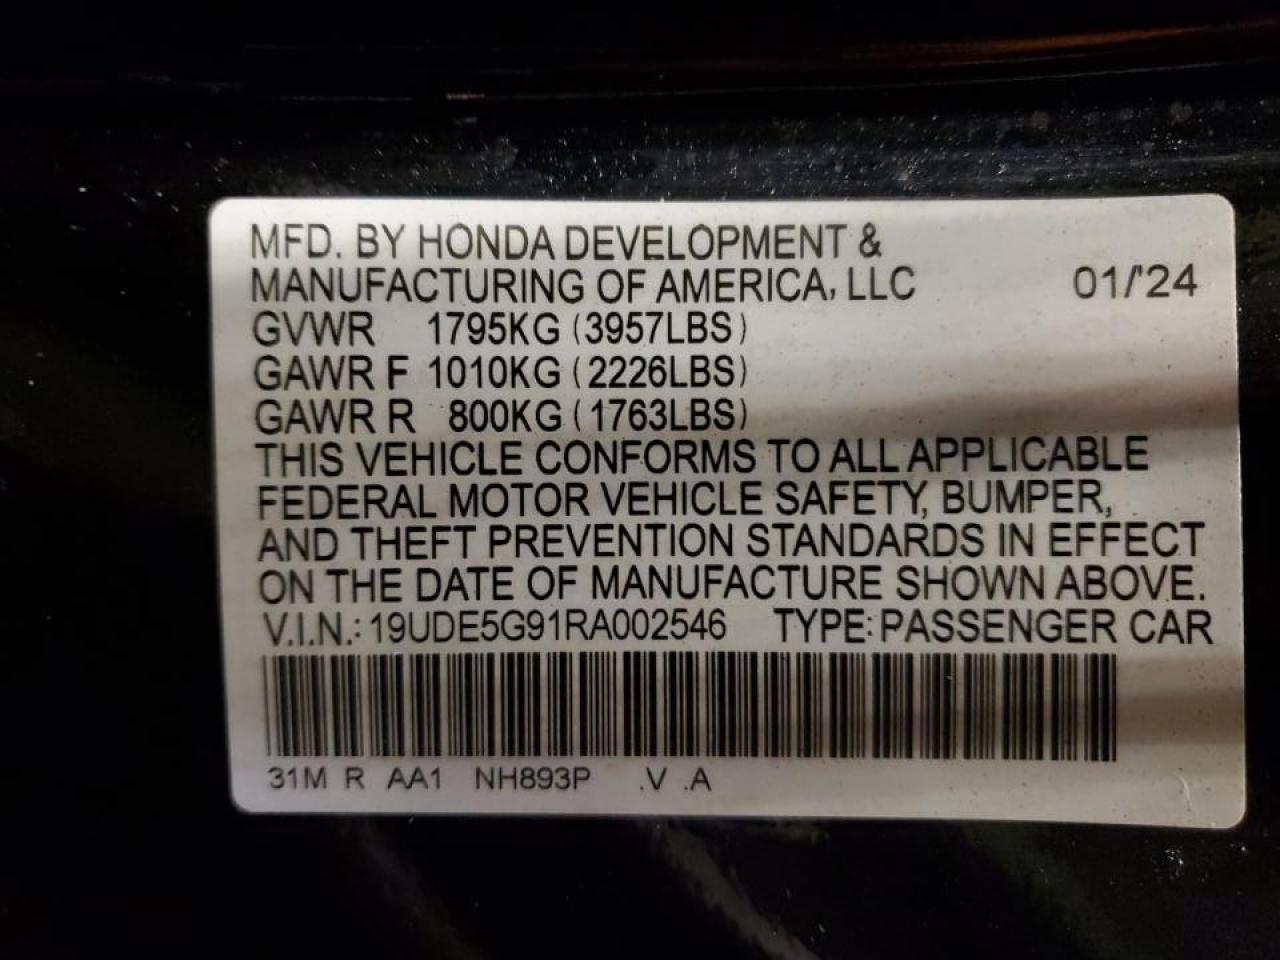 MFD. BY HONDA DEVELOPMENT &
MANUFACTURING OF AMERICA, LLC 01/'24
GVWR 1795KG (3957LBS)
GAWR F 1010KG (2226LBS)
GAWR R 800KG (1763LBS)
THIS VEHICLE CONFORMS TO ALL APPLICABLE
FEDERAL MOTOR VEHICLE SAFETY, BUMPER,
AND THEFT PREVENTION STANDARDS IN EFFECT
ON THE DATE OF MANUFACTURE SHOWN ABOVE.
V.I.N.: 19UDE5G91RA002546 TYPE: PASSENGER CAR
31M R AA1 NH893P .V .A